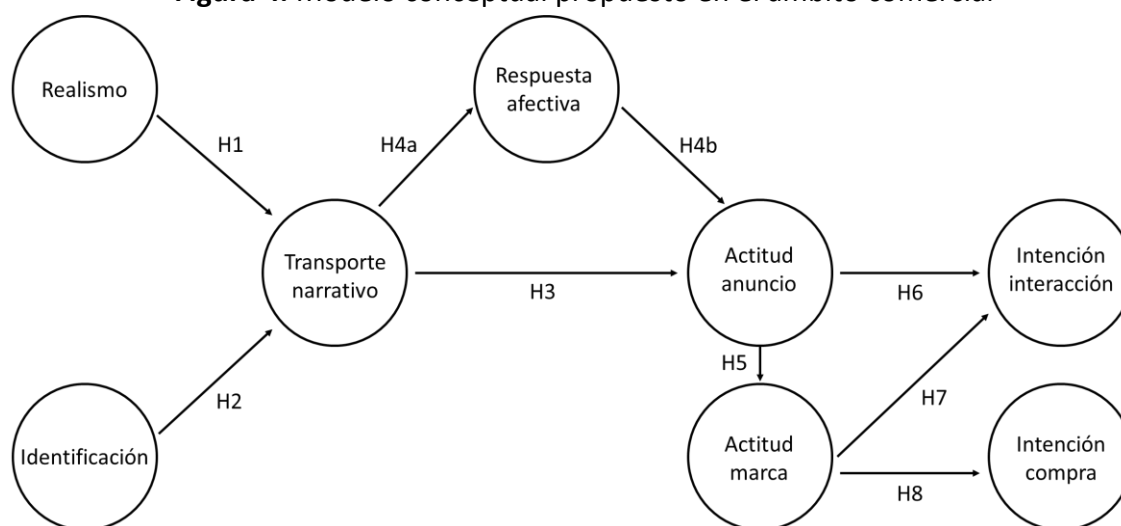 Figura 4. Modelo conceptual propuesto en el ámbito comercial
Realismo
Respuesta
afectiva
H1
H4a
H4b
Transporte
narrativo
H3
Actitud
anuncio
H6
Intención
interacción
H5
H2
H7
Identificación
Actitud
marca
H8
Intención
compra